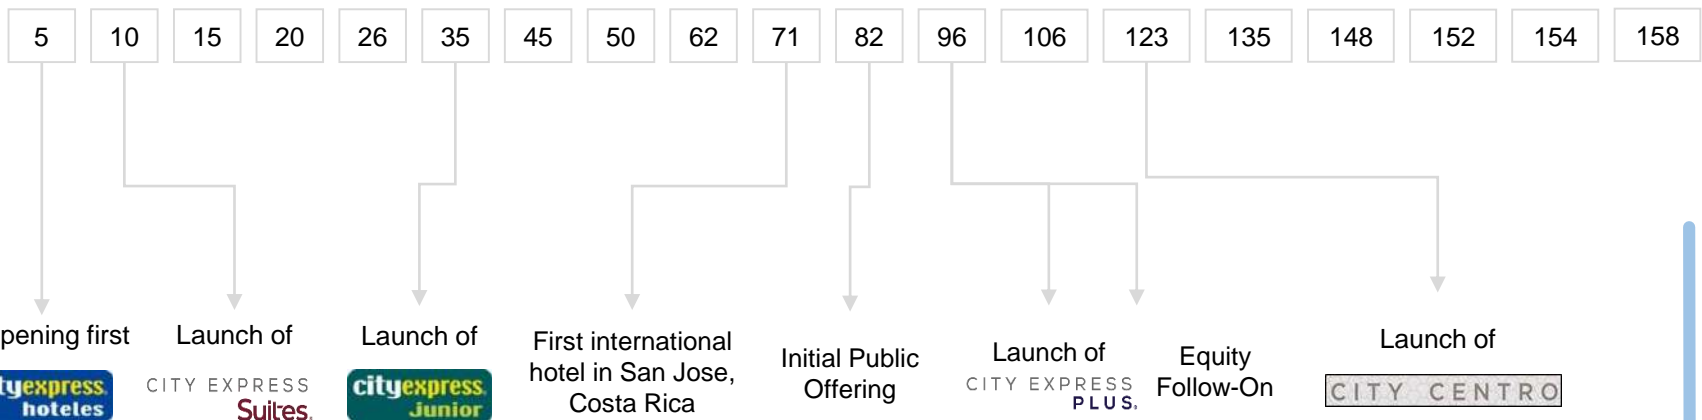 5 10 15 20 26 35 45 50 62 71 82 96 106 123 135 148 152 154 158
pening first
tyexpress.
hoteles
Launch of
CITY EXPRESS
Suites.
Launch of
cityexpress.
Junior
First international
hotel in San Jose,
Costa Rica
Initial Public
Offering
Launch of
CITY EXPRESS
PLUS.
Equity
Follow-On
Launch of
CITY CENTRO